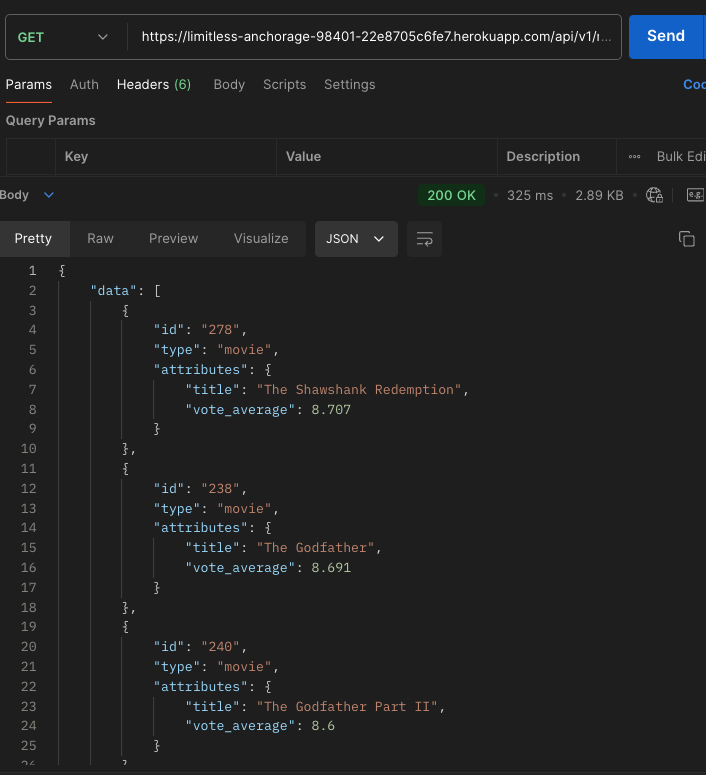 GET https://limitless-anchorage-98401-22e8705c6fe7.herokuapp.com/api/v1/r... Send
Params Auth Headers (6) Body Scripts Settings Coo
Query Params
Key Value Description ••• Bulk Edi
Body 200 OK • 325 ms • 2.89 KB • e.g.
Pretty Raw Preview Visualize JSON
1 {
2 "data": [
3 {
4 "id": "278",
5 "type": "movie",
6 "attributes": {
7 "title": "The Shawshank Redemption",
8 "vote_average": 8.707
9 }
10 },
11 {
12 "id": "238",
13 "type": "movie",
14 "attributes": {
15 "title": "The Godfather",
16 "vote_average": 8.691
17 }
18 },
19 {
20 "id": "240",
21 "type": "movie",
22 "attributes": {
23 "title": "The Godfather Part II",
24 "vote_average": 8.6
25 }
26 }